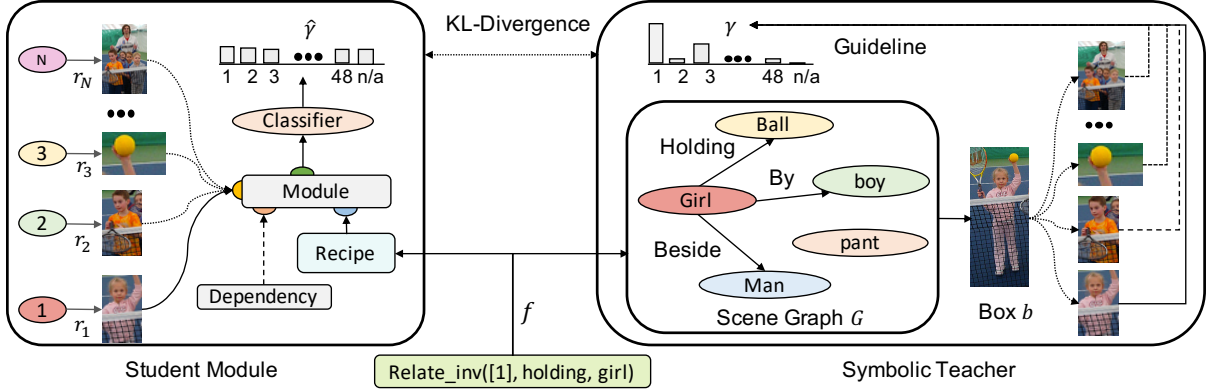 N
r_N
3
r_3
2
r_2
1
r_1
γ̂
1 2 3 48 n/a
Classifier
Module
Recipe
Dependency
Student Module
KL-Divergence
f
Relate_inv([1], holding, girl)
γ
Guideline
1 2 3 48 n/a
Ball
Holding
By
boy
Girl
pant
Beside
Man
Scene Graph G
Box b
Symbolic Teacher